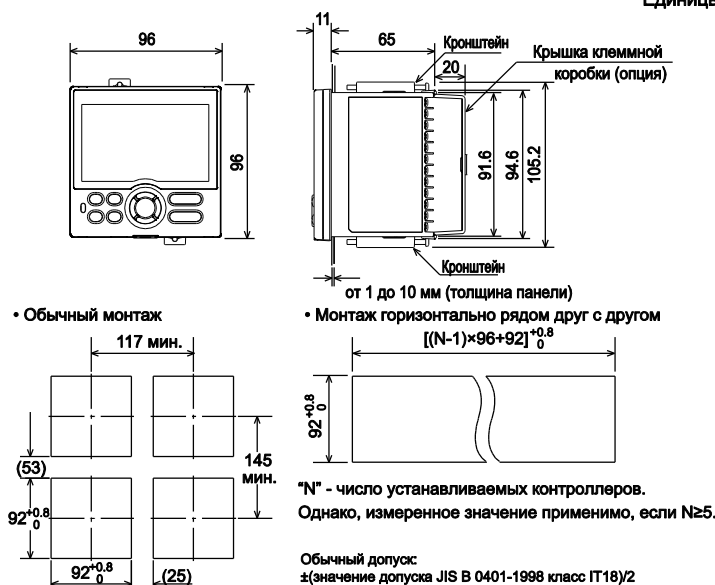 Единицы
11
96
65
Кронштейн
20
Крышка клеммной
коробки (опция)
96
91.6
94.6
105.2
Кронштейн
от 1 до 10 мм (толщина панели)
• Обычный монтаж
• Монтаж горизонтально рядом друг с другом
117 мин.
[(N-1)×96+92]+0.8 0
92+0.8 0
(53)
145
мин.
92+0.8 0
92+0.8 0
(25)
“N” - число устанавливаемых контроллеров.
Однако, измеренное значение применимо, если N≥5.
Обычный допуск:
±(значение допуска JIS B 0401-1998 класс IT18)/2